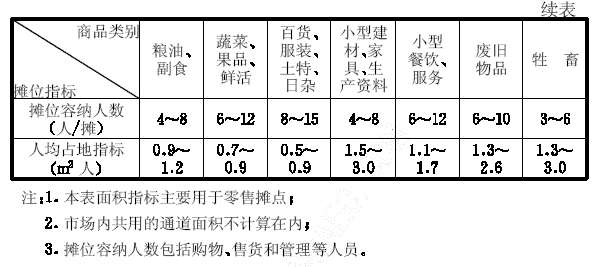 续表
商品类别
摊位指标
粮油、
副食
蔬菜、
果品、
鲜活
百货、
服装、
土特、
日杂
小型建
材、家
具、生
产资料
小型
餐饮、
服务
废旧
物品
牲 畜
摊位容纳人数
(人/摊)
4～8
6～12
8～15
4～8
6～12
6～10
3～6
人均占地指标
(m²人)
0.9～
1.2
0.7～
0.9
0.5～
0.9
1.5～
3.0
1.1～
1.7
1.3～
2.6
1.3～
3.0
注:1. 本表面积指标主要用于零售摊点;
2. 市场内共用的通道面积不计算在内;
3. 摊位容纳人数包括购物、售货和管理等人员。